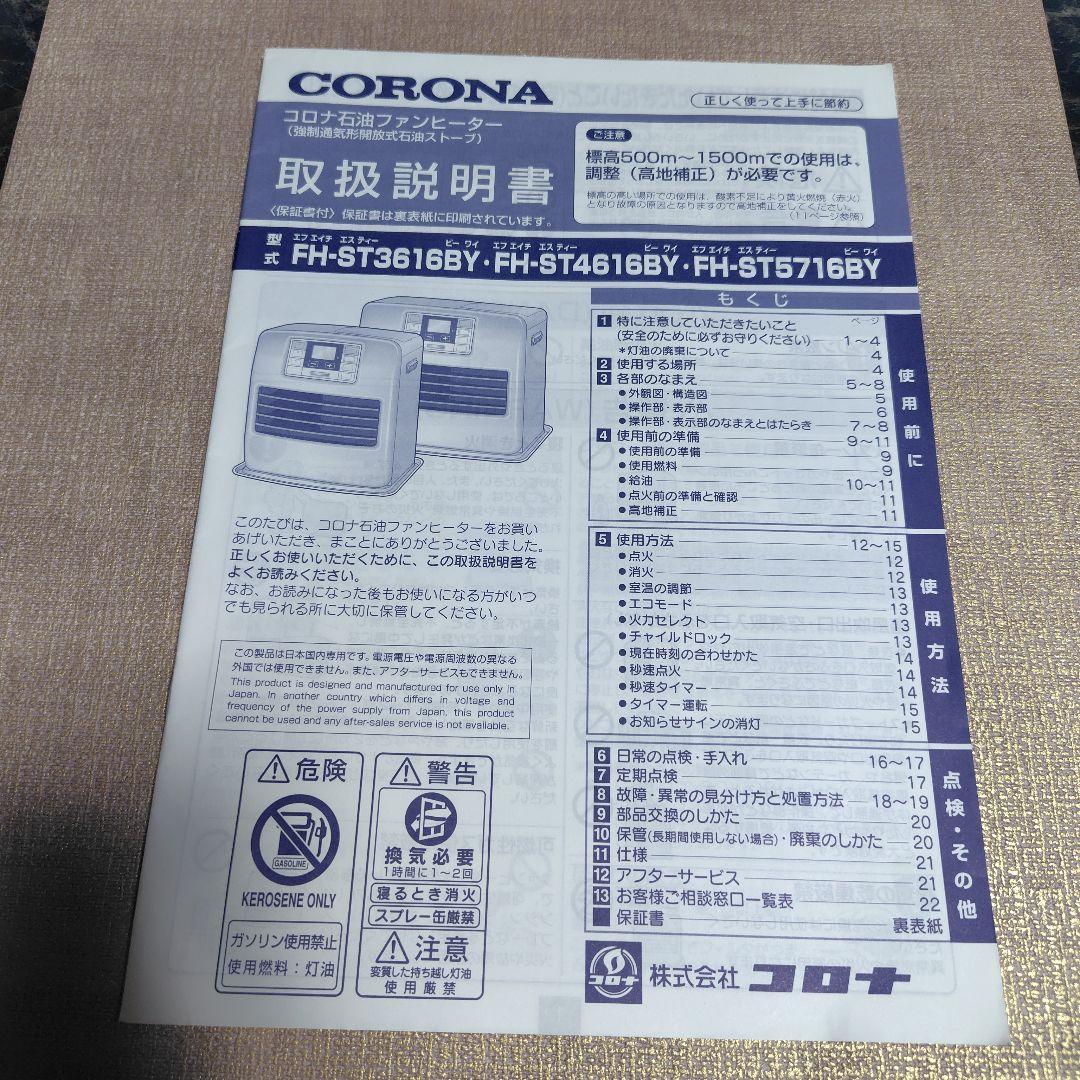 CORONA
正しく使って上手に節約
コロナ石油ファンヒーター
(強制通気形開放式石油ストーブ)
取扱説明書
〈保証書付〉保証書は裏表紙に印刷されています。
ご注意
標高500m～1500mでの使用は、
調整（高地補正）が必要です。
標高の高い場所での使用は、酸素不足により黄火燃焼（赤火）
となり故障の原因となりますので高地補正をしてください。
(11ページ参照)
型式
エフ エイチ エス ティー ビー ワイ エフ エイチ エス ティー ビー ワイ エフ エイチ エス ティー ビー ワイ
FH-ST3616BY・FH-ST4616BY・FH-ST5716BY
もくじ
ページ
1 特に注意していただきたいこと
(安全のために必ずお守りください) 1～4
*灯油の廃棄について 4
2 使用する場所 4
3 各部のなまえ 5～8
●外観図・構造図 5
●操作部・表示部 6
●操作部・表示部のなまえとはたらき 7～8
4 使用前の準備 9～11
●使用前の準備 9
●使用燃料 9
●給油 10～11
●点火前の準備と確認 11
●高地補正 11
使用前に
5 使用方法 12～15
●点火 12
●消火 12
●室温の調節 13
●エコモード 13
●火力セレクト 13
●チャイルドロック 13
●現在時刻の合わせかた 14
●秒速点火 14
●秒速タイマー 14
●タイマー運転 15
●お知らせサインの消灯 15
使用方法
6 日常の点検・手入れ 16～17
7 定期点検 17
8 故障・異常の見分け方と処置方法 18～19
9 部品交換のしかた 20
10 保管(長期間使用しない場合)・廃棄のしかた 20
11 仕様 21
12 アフターサービス 21
13 お客様ご相談窓口一覧表 22
保証書 裏表紙
点検・その他
このたびは、コロナ石油ファンヒーターをお買い
あげいただき、まことにありがとうございました。
正しくお使いいただくために、この取扱説明書を
よくお読みください。
なお、お読みになった後もお使いになる方がいつ
でも見られる所に大切に保管してください。
この製品は日本国内専用です。電源電圧や電源周波数の異なる
外国では使用できません。また、アフターサービスもできません。
This product is designed and manufactured for use only in
Japan. In another country which differs in voltage and
frequency of the power supply from Japan, this product
cannot be used and any after-sales service is not available.
危険
GASOLINE
KEROSENE ONLY
ガソリン使用禁止
使用燃料：灯油
警告
換気必要
1時間に1～2回
寝るとき消火
スプレー缶厳禁
注意
変質した持ち越し灯油
使用厳禁
コロナ
株式会社 コロナ